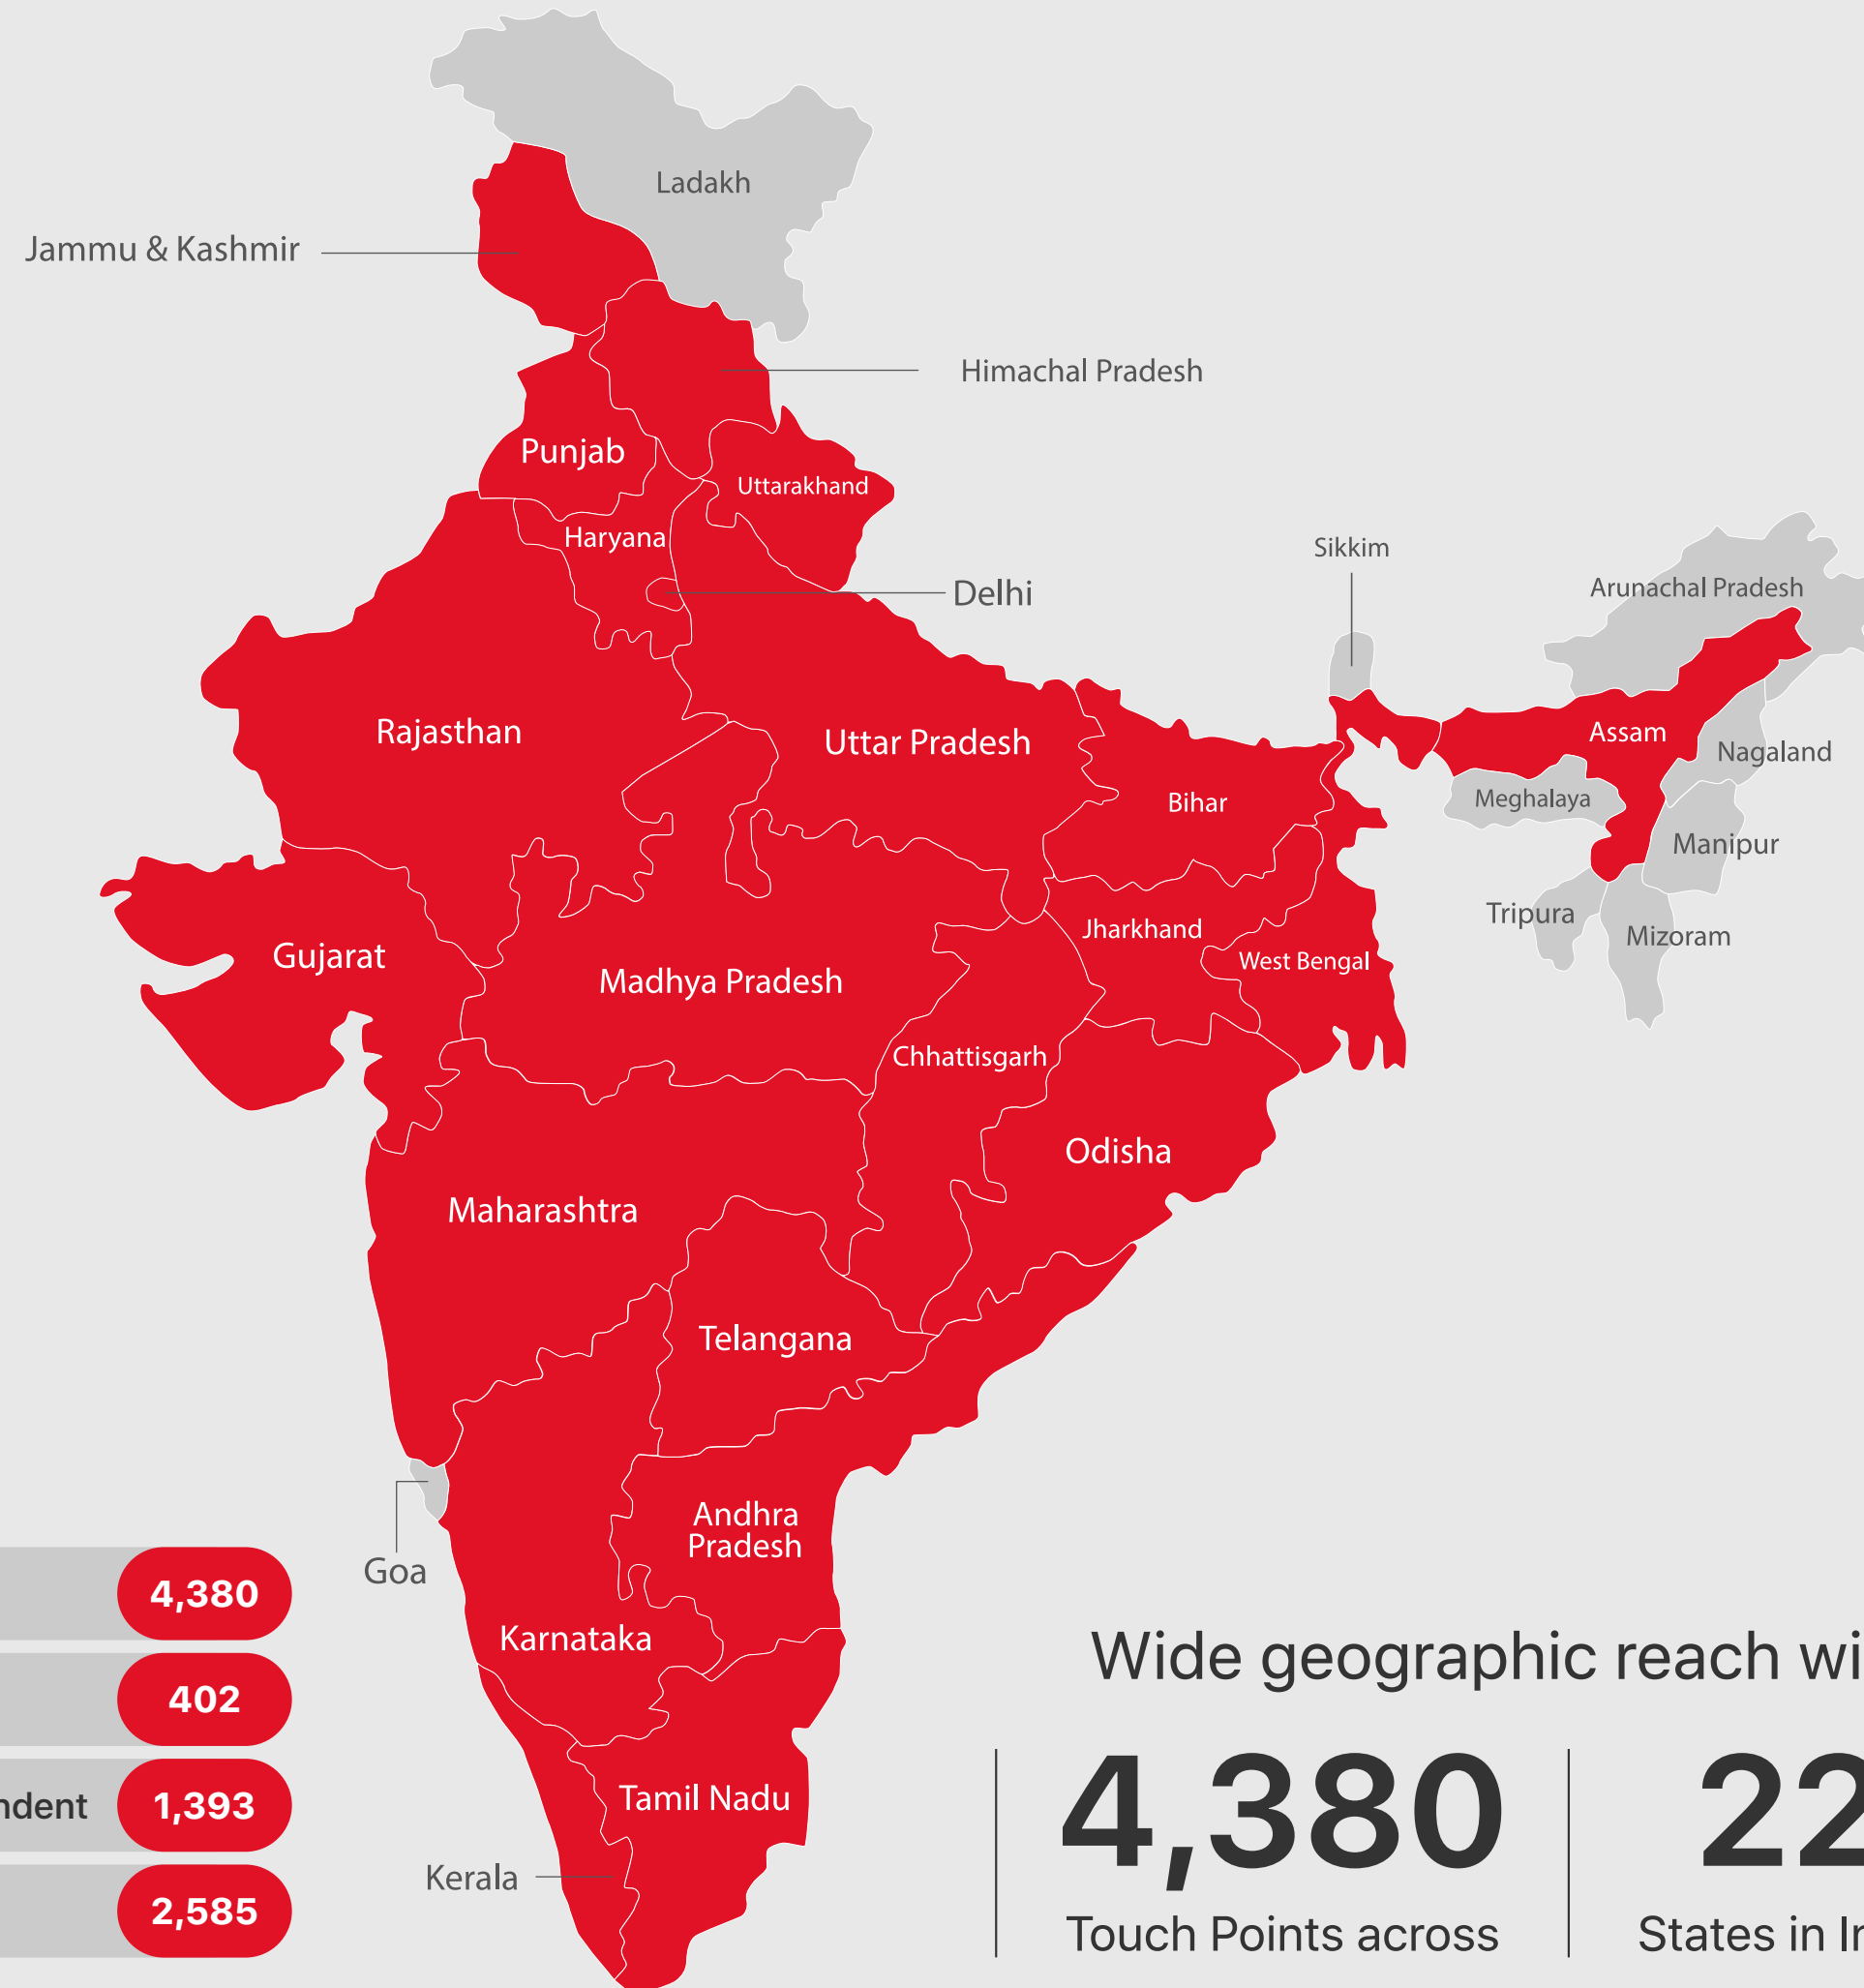 Ladakh
Jammu & Kashmir
Himachal Pradesh
Punjab
Uttarakhand
Haryana
Sikkim
Delhi
Arunachal Pradesh
Rajasthan
Uttar Pradesh
Assam
Nagaland
Bihar
Meghalaya
Manipur
Tripura
Jharkhand
Mizoram
Gujarat
West Bengal
Madhya Pradesh
Chhattisgarh
Odisha
Maharashtra
Telangana
Andhra
Pradesh
Goa
4,380
Karnataka
402
ndent 1,393
Tamil Nadu
Kerala
2,585
Wide geographic reach wi
4,380
Touch Points across
22
States in In